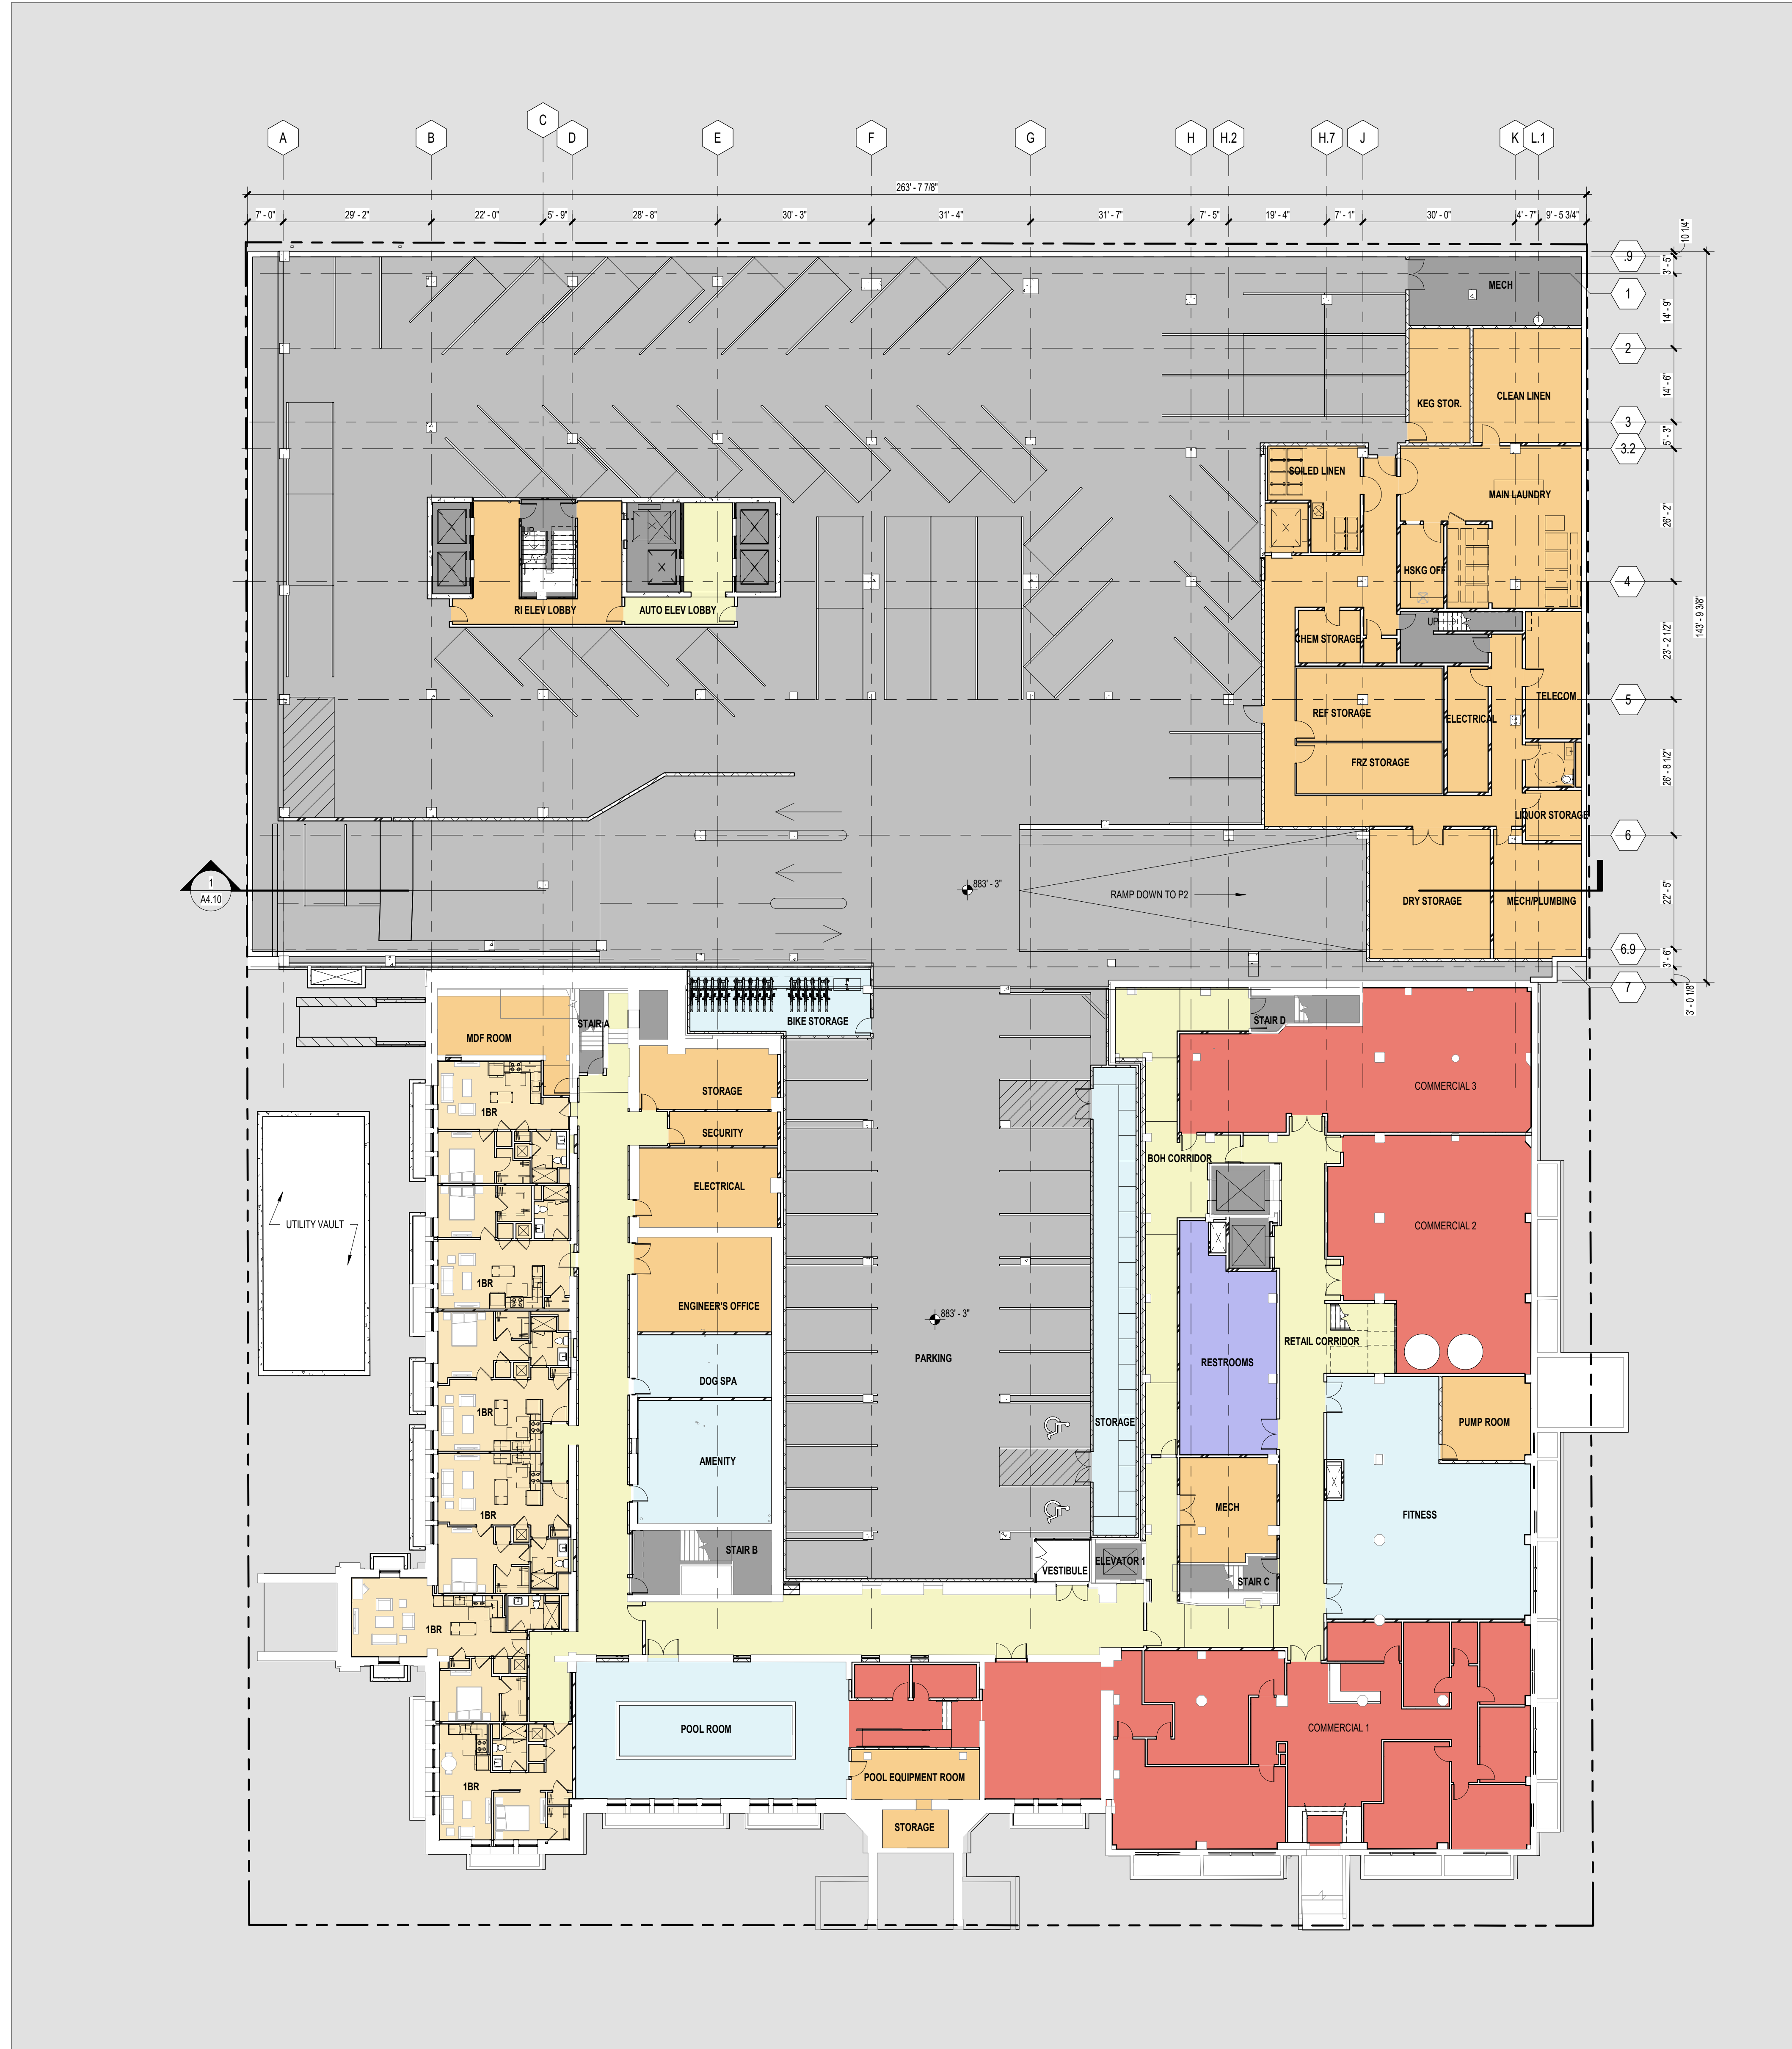 A
B
C
D
E
F
G
H
H.2
H.7
J
K
L.1
263' - 7 7/8"
7' - 0"
29' - 2"
22' - 0"
5' - 9"
28' - 8"
30' - 3"
31' - 4"
31' - 7"
7' - 5"
19' - 4"
7' - 1"
30' - 0"
4' - 7"
9' - 5 3/4"
10 1/4"
.9
3' - 5"
MECH
1
14' - 9"
2
14' - 6"
KEG STOR.
CLEAN LINEN
3
5' - 3"
3.2
SOILED LINEN
MAIN LAUNDRY
26' - 2"
UP
HSKG OFF
4
RI ELEV LOBBY
AUTO ELEV LOBBY
UP
143' - 9 3/8"
CHEM STORAGE
23' - 2 1/2"
TELECOM
5
REF STORAGE
ELECTRICAL
FRZ STORAGE
26' - 8 1/2"
LIQUOR STORAGE
6
1
A4.10
883' - 3"
RAMP DOWN TO P2
DRY STORAGE
MECH/PLUMBING
22' - 5"
6.9
3' - 6"
7
3' - 0 1/8"
BIKE STORAGE
STAIR A
STAIR D
MDF ROOM
STORAGE
COMMERCIAL 3
1BR
SECURITY
BOH CORRIDOR
ELECTRICAL
UTILITY VAULT
COMMERCIAL 2
1BR
ENGINEER'S OFFICE
883' - 3"
RETAIL CORRIDOR
PARKING
RESTROOMS
DOG SPA
1BR
STORAGE
PUMP ROOM
AMENITY
MECH
1BR
FITNESS
STAIR B
ELEVATOR 1
VESTIBULE
STAIR C
1BR
POOL ROOM
COMMERCIAL 1
POOL EQUIPMENT ROOM
1BR
STORAGE